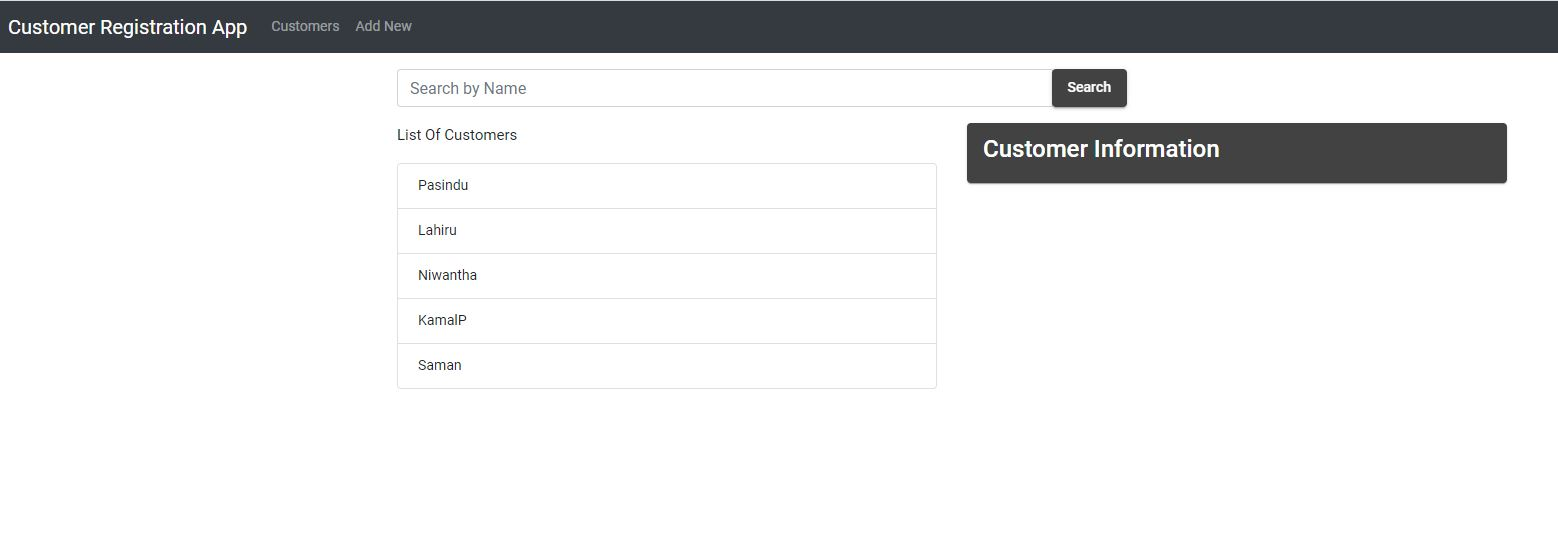 Customer Registration App Customers Add New
Search by Name Search
List Of Customers
Customer Information
Pasindu
Lahiru
Niwantha
KamalP
Saman